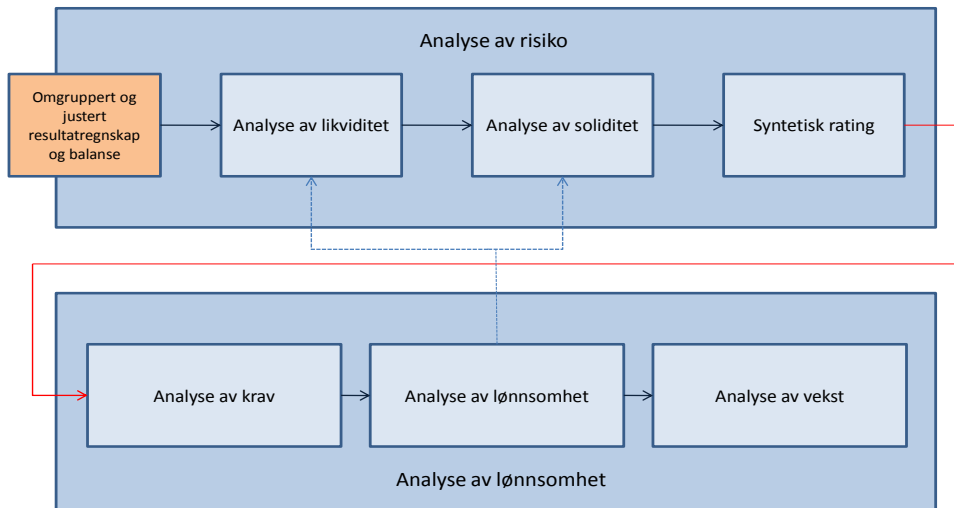 Analyse av risiko
Omgruppert og
justert
resultatregnskap
og balanse
Analyse av likviditet
Analyse av soliditet
Syntetisk rating
Analyse av krav
Analyse av lønnsomhet
Analyse av vekst
Analyse av lønnsomhet